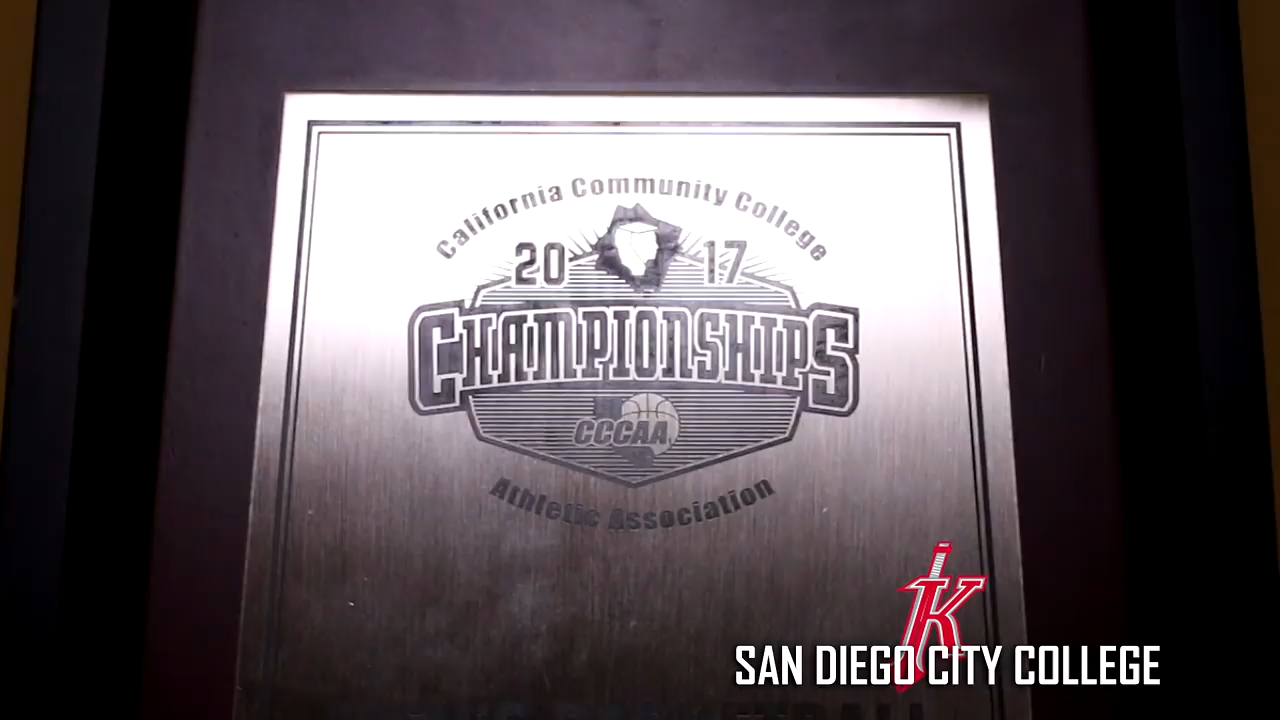 California Community College
20 17
CHAMPIONSHIPS
CCCAA
Athletic Association
K
SAN DIEGO CITY COLLEGE